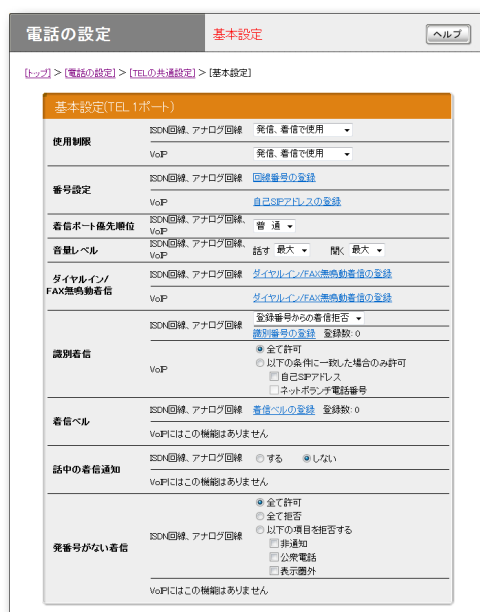 電話の設定 基本設定 ヘルプ
[トップ] > [電話の設定] > [TELの共通設定] > [基本設定]
基本設定(TEL 1ポート)
使用制限
ISDN回線、アナログ回線 発信、着信で使用
VoIP 発信、着信で使用
番号設定
ISDN回線、アナログ回線 回線番号の登録
VoIP 自己SIPアドレスの登録
着信ポート優先順位
ISDN回線、アナログ回線、
VoIP
普 通
音量レベル
ISDN回線、アナログ回線、
VoIP
話す 最大 聞く 最大
ダイヤルイン/
FAX無鳴動着信
ISDN回線、アナログ回線 ダイヤルイン/FAX無鳴動着信の登録
VoIP ダイヤルイン/FAX無鳴動着信の登録
識別着信
ISDN回線、アナログ回線
登録番号からの着信拒否
識別番号の登録 登録数: 0
VoIP
全て許可
以下の条件に一致した場合のみ許可
自己SIPアドレス
ネットボランチ電話番号
着信ベル
ISDN回線、アナログ回線 着信ベルの登録 登録数: 0
VoIPにはこの機能はありません
話中の着信通知
ISDN回線、アナログ回線 する しない
VoIPにはこの機能はありません
発番号がない着信
ISDN回線、アナログ回線
全て許可
全て拒否
以下の項目を拒否する
非通知
公衆電話
表示圏外
VoIPにはこの機能はありません